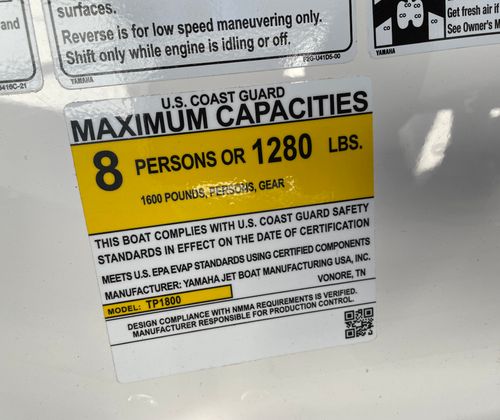 surfaces.
and
Reverse is for low speed maneuvering only.
Shift only while engine is idling or off.
YAMAHA
F2G-U41D5-00
Get fresh air if
See Owner's M
YAMAHA
U.S. COAST GUARD
MAXIMUM CAPACITIES
8 PERSONS OR 1280 LBS.
1600 POUNDS, PERSONS, GEAR
THIS BOAT COMPLIES WITH U.S. COAST GUARD SAFETY
STANDARDS IN EFFECT ON THE DATE OF CERTIFICATION
MEETS U.S. EPA EVAP STANDARDS USING CERTIFIED COMPONENTS
MANUFACTURER: YAMAHA JET BOAT MANUFACTURING USA, INC.
VONORE, TN
MODEL: TP1800
DESIGN COMPLIANCE WITH NMMA REQUIREMENTS IS VERIFIED.
MANUFACTURER RESPONSIBLE FOR PRODUCTION CONTROL.